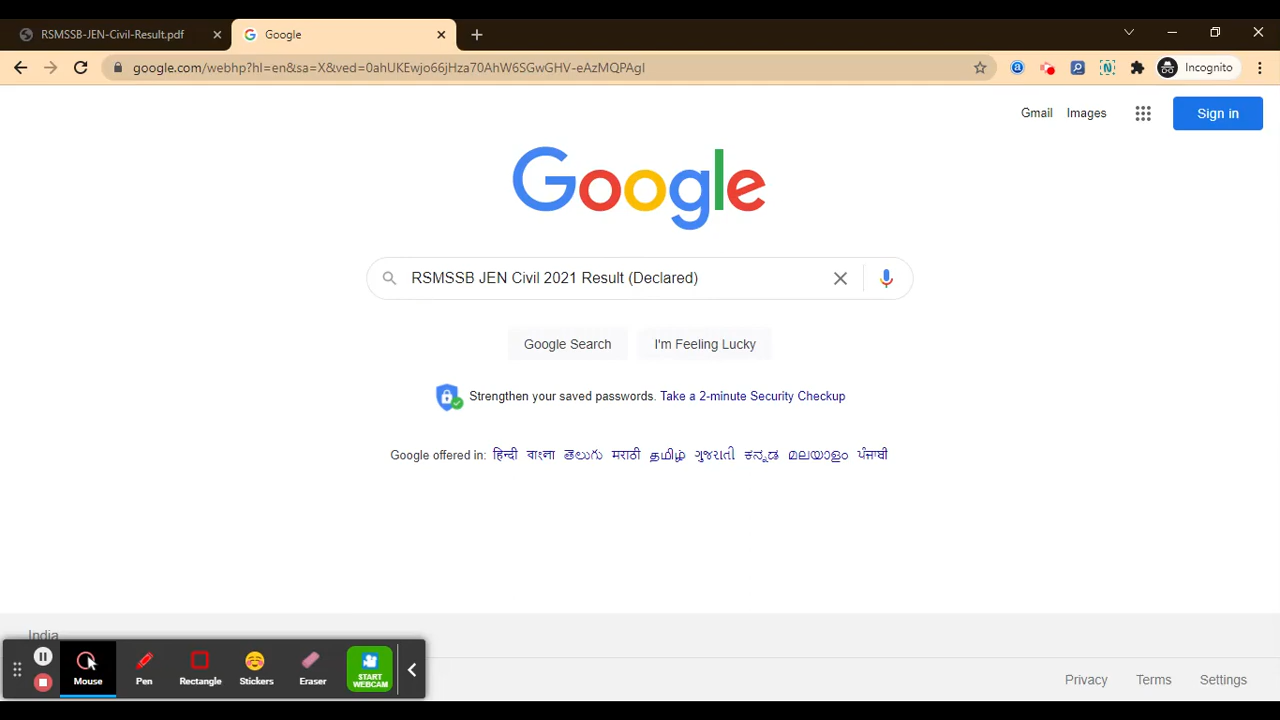 RSMSSB-JEN-Civil-Result.pdf
Google
google.com/webhp?hl=en&sa=X&ved=0ahUKEwjo66jHza70AhW6SGwGHV-eAzMQPAgI
Incognito
Gmail Images
Sign in
Google
RSMSSB JEN Civil 2021 Result (Declared)
Google Search I'm Feeling Lucky
Strengthen your saved passwords. Take a 2-minute Security Checkup
Google offered in: हिन्दी বাংলা తెలుగు मराठी தமிழ் ગુજરાતી ಕನ್ನಡ മലയാളം ਪੰਜਾਬੀ
India
Mouse Pen Rectangle Stickers Eraser START WEBCAM
Privacy Terms Settings